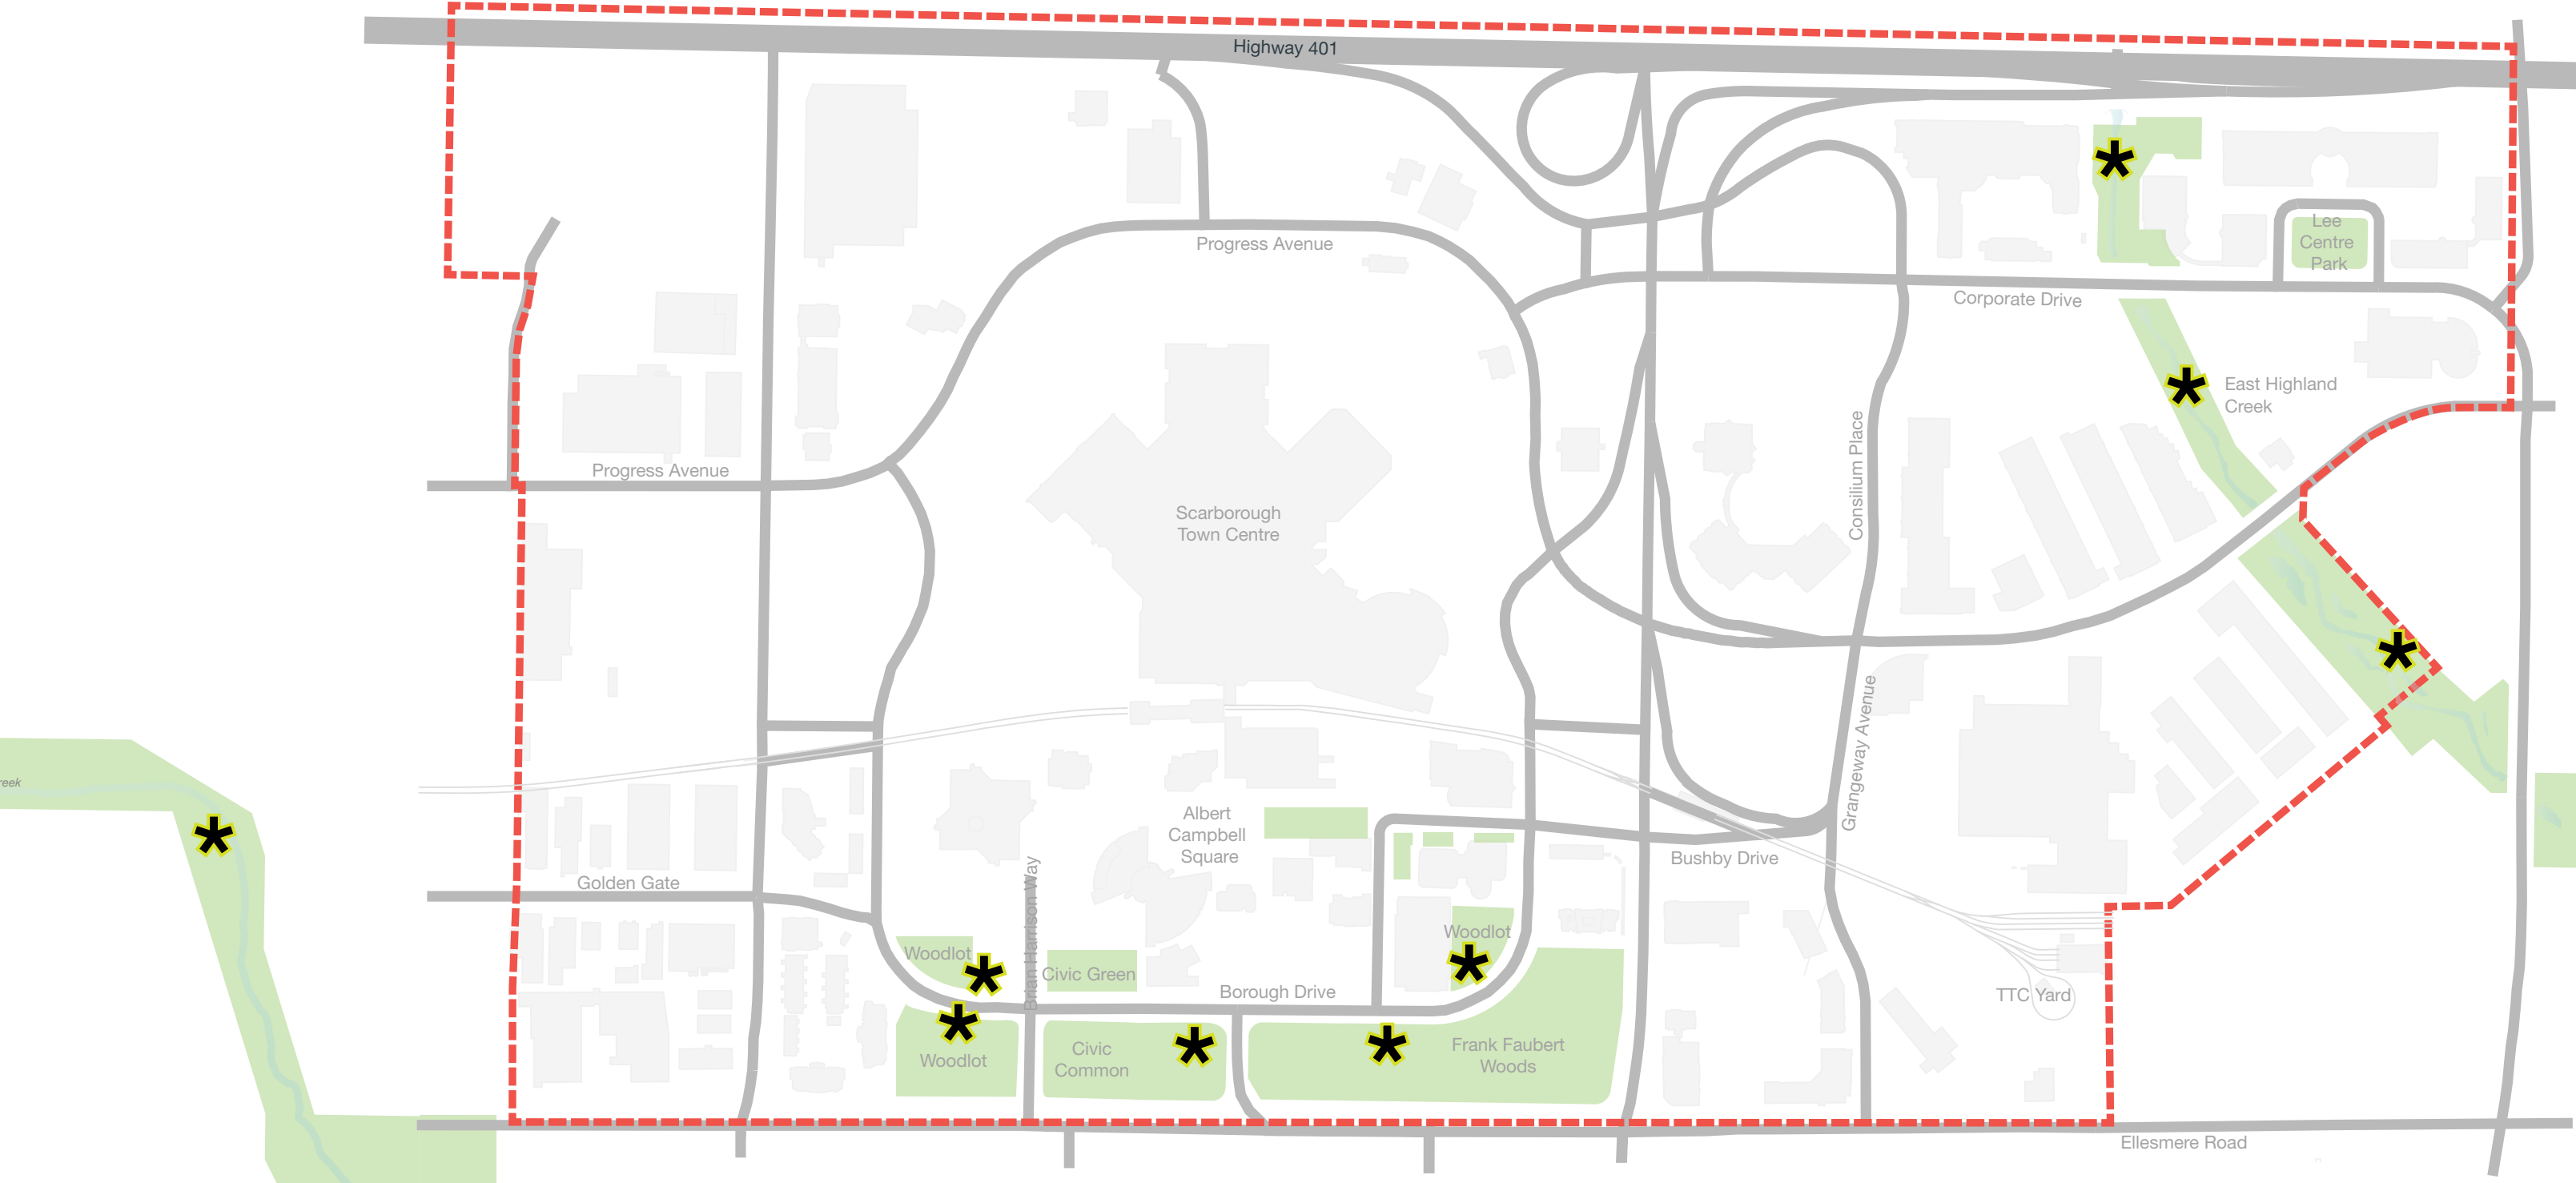 Highway 401
Progress Avenue
Lee
Centre
Park
Corporate Drive
East Highland
Creek
Progress Avenue
Consilium Place
Scarborough
Town Centre
Grangeway Avenue
reek
Albert
Campbell
Square
Bushby Drive
Golden Gate
Brian Harrison Way
Woodlot
Civic Green
Woodlot
Borough Drive
TTC Yard
Woodlot
Civic
Common
Frank Faubert
Woods
Ellesmere Road